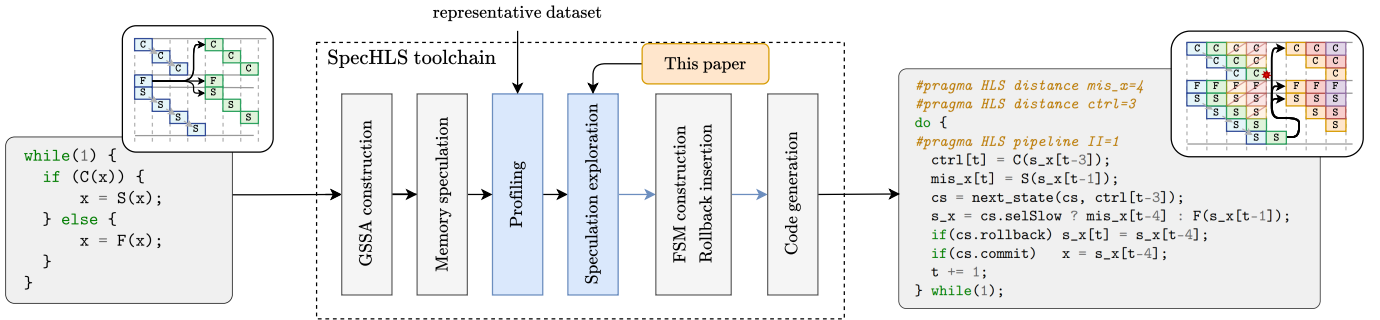 representative dataset
SpecHLS toolchain
This paper
while(1) {
if (C(x)) {
x = S(x);
} else {
x = F(x);
}
}
C
C
C
F
S
S
S
S
C
C
C
F
S
S
S
S
GSSA construction
Memory speculation
Profiling
Speculation exploration
FSM construction
Rollback insertion
Code generation
#pragma HLS distance mis_x=4
#pragma HLS distance ctrl=3
do {
#pragma HLS pipeline II=1
ctrl[t] = C(s_x[t-3]);
mis_x[t] = S(s_x[t-1]);
cs = next_state(cs, ctrl[t-3]);
s_x = cs.selSlow ? mis_x[t-4] : F(s_x[t-1]);
if(cs.rollback) s_x[t] = s_x[t-4];
if(cs.commit) x = s_x[t-4];
t += 1;
} while(1);
C C C C C C C
C C C C C
C C C
F F F F F F F
S S S S S S S
S S S S S
S S S
S S